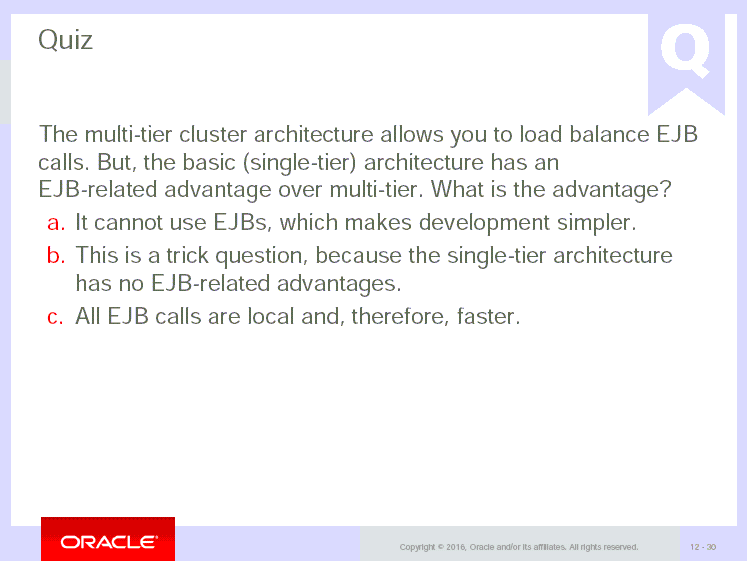 Quiz
Q
The multi-tier cluster architecture allows you to load balance EJB
calls. But, the basic (single-tier) architecture has an
EJB-related advantage over multi-tier. What is the advantage?
a. It cannot use EJBs, which makes development simpler.
b. This is a trick question, because the single-tier architecture
has no EJB-related advantages.
c. All EJB calls are local and, therefore, faster.
ORACLE®
Copyright © 2016, Oracle and/or its affiliates. All rights reserved.
12 - 30